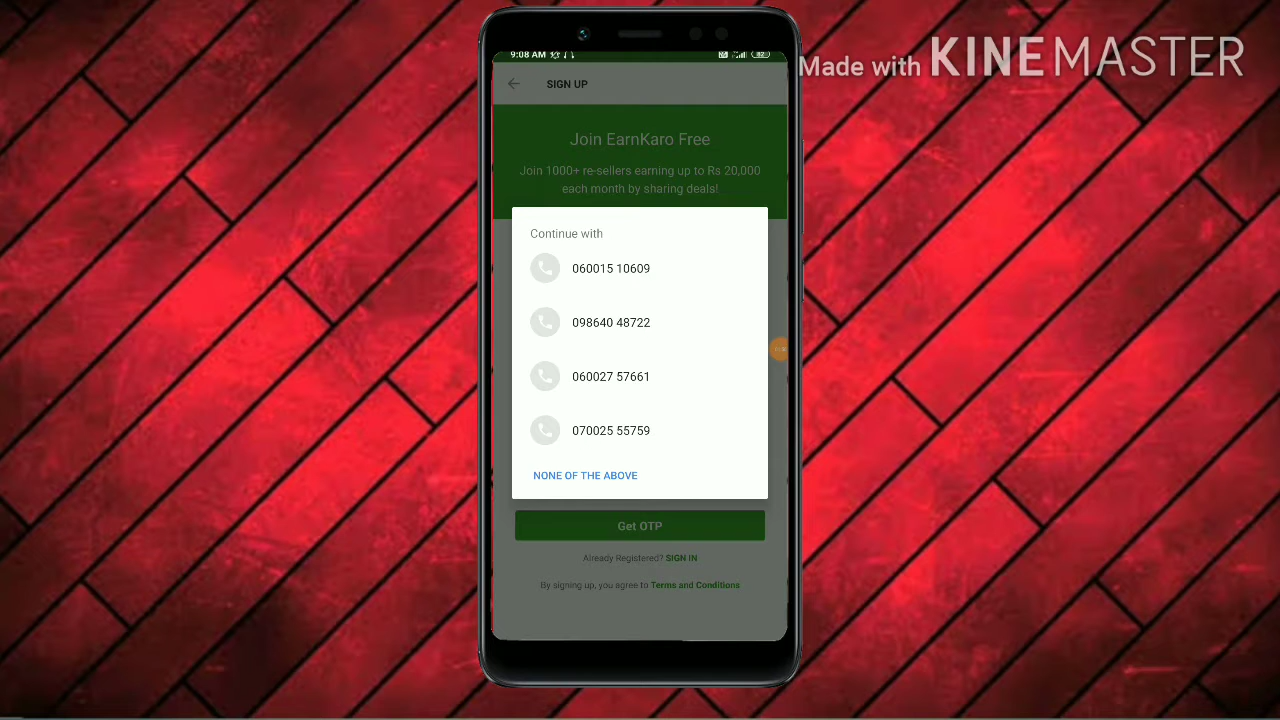 Made with KINEMASTER
9:08 AM
SIGN UP
Join EarnKaro Free
Join 1000+ re-sellers earning up to Rs 20,000
each month by sharing deals!
Continue with
060015 10609
098640 48722
060027 57661
070025 55759
NONE OF THE ABOVE
Get OTP
Already Registered? SIGN IN
By signing up, you agree to Terms and Conditions